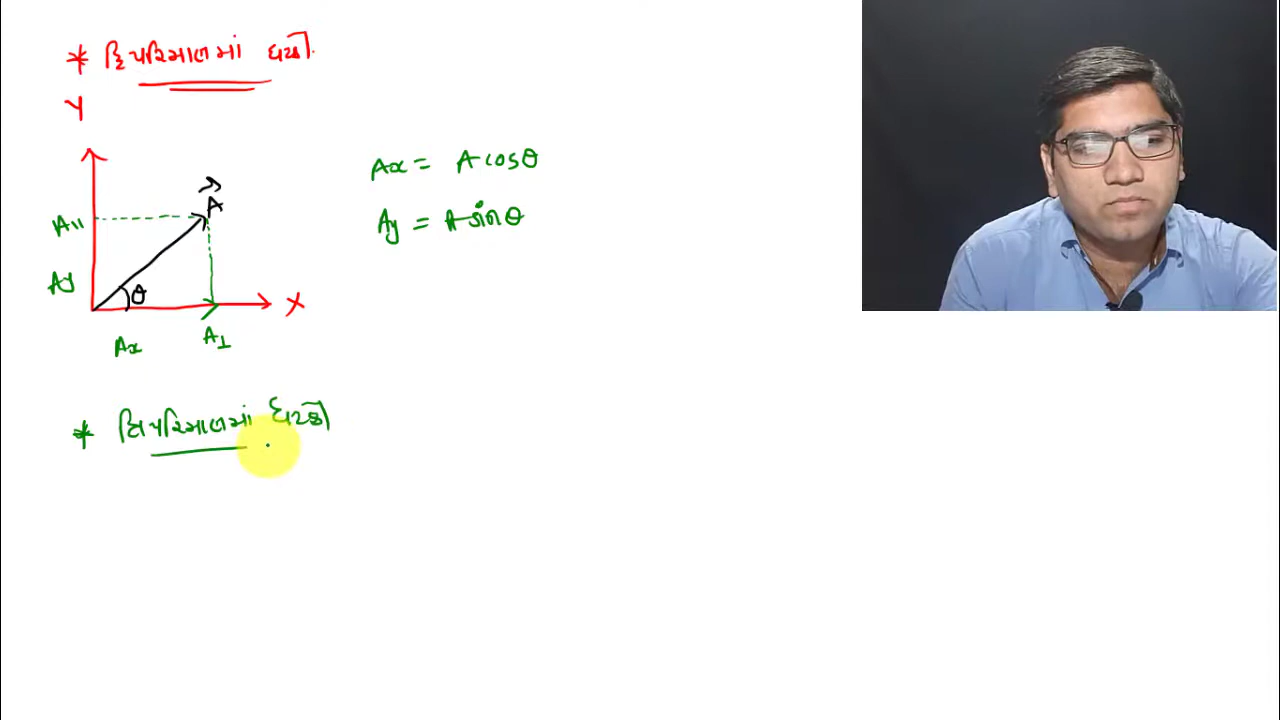 * દ્વિ પરિમાણમાં ઘટકો.
Y
A
A॥
Ay
θ
X
Ax
A⊥
Ax = A cosθ
Ay = A sinθ
* ત્રિપરિમાણમાં ઘટકો